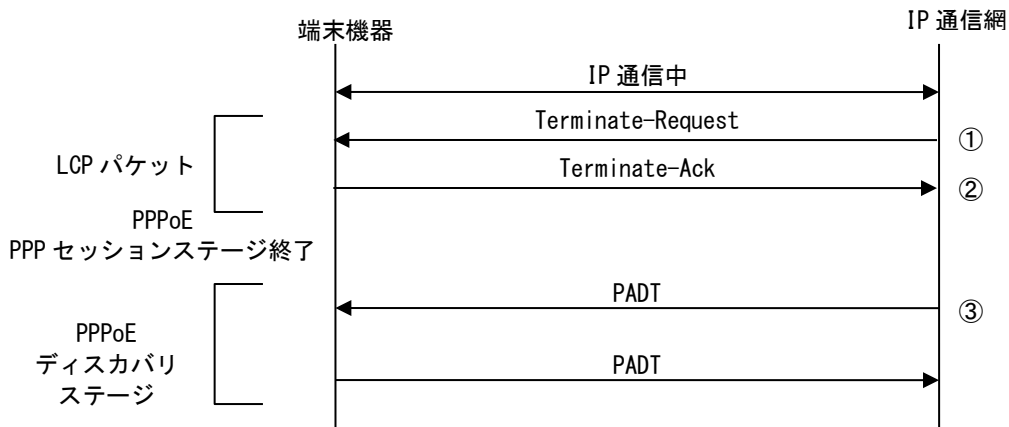 端末機器
IP 通信網
IP 通信中
Terminate-Request
①
LCP パケット
Terminate-Ack
②
PPPoE
PPP セッションステージ終了
PADT
③
PPPoE
ディスカバリ
ステージ
PADT